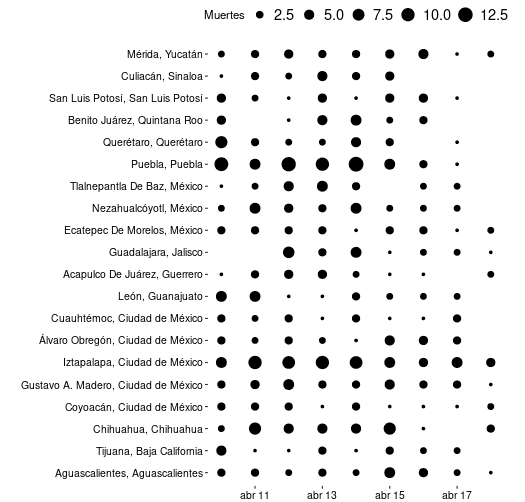 Muertes 2.5 5.0 7.5 10.0 12.5
Mérida, Yucatán
Culiacán, Sinaloa
San Luis Potosí, San Luis Potosí
Benito Juárez, Quintana Roo
Querétaro, Querétaro
Puebla, Puebla
Tlalnepantla De Baz, México
Nezahualcóyotl, México
Ecatepec De Morelos, México
Guadalajara, Jalisco
Acapulco De Juárez, Guerrero
León, Guanajuato
Cuauhtémoc, Ciudad de México
Álvaro Obregón, Ciudad de México
Iztapalapa, Ciudad de México
Gustavo A. Madero, Ciudad de México
Coyoacán, Ciudad de México
Chihuahua, Chihuahua
Tijuana, Baja California
Aguascalientes, Aguascalientes
abr 11 abr 13 abr 15 abr 17